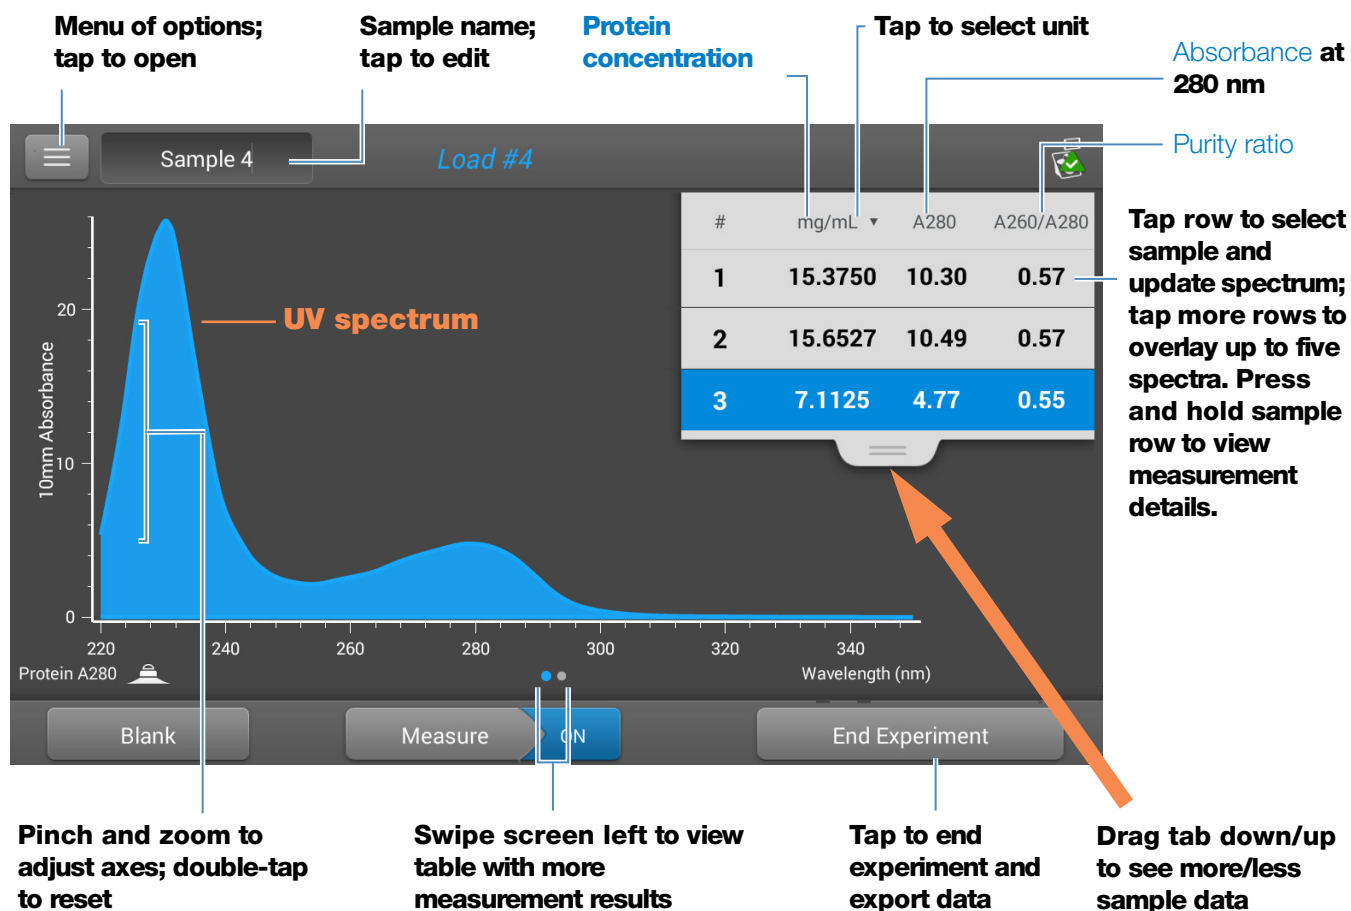 Menu of options;
tap to open
Sample name;
tap to edit
Protein
concentration
Tap to select unit
Absorbance at
280 nm
Purity ratio
Sample 4
Load #4
# mg/mL ▼ A280 A260/A280
1 15.3750 10.30 0.57
2 15.6527 10.49 0.57
3 7.1125 4.77 0.55
Tap row to select
sample and
update spectrum;
tap more rows to
overlay up to five
spectra. Press
and hold sample
row to view
measurement
details.
UV spectrum
10mm Absorbance
20
10
0
220 240 260 280 300 320 340
Protein A280
Wavelength (nm)
Blank
Measure
ON
End Experiment
Pinch and zoom to
adjust axes; double-tap
to reset
Swipe screen left to view
table with more
measurement results
Tap to end
experiment and
export data
Drag tab down/up
to see more/less
sample data